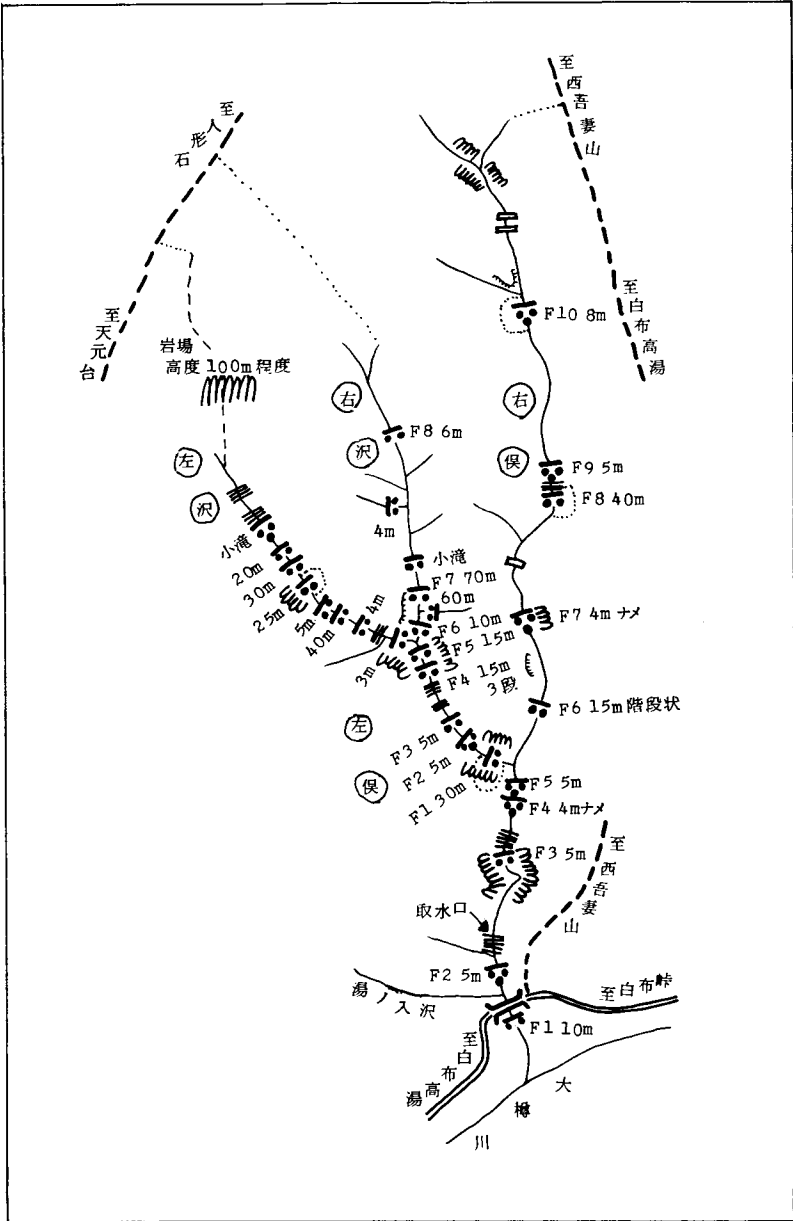 至西吾妻山
至人形石
至天元台
至白布高湯
岩場
高度100m程度
F10 8m
右俣
右沢
左沢
F8 6m
F9 5m
F8 40m
4m
小滝
F7 70m
60m
F6 10m
F5 15m
F4 15m
3段
小滝
20m
30m
25m
5m
40m
4m
3m
F7 4mナメ
F6 15m階段状
左俣
F3 5m
F2 5m
F1 30m
F5 5m
F4 4mナメ
F3 5m
至西吾妻山
取水口
F2 5m
湯ノ入沢
至白布峠
F1 10m
至白布高湯
大樽川